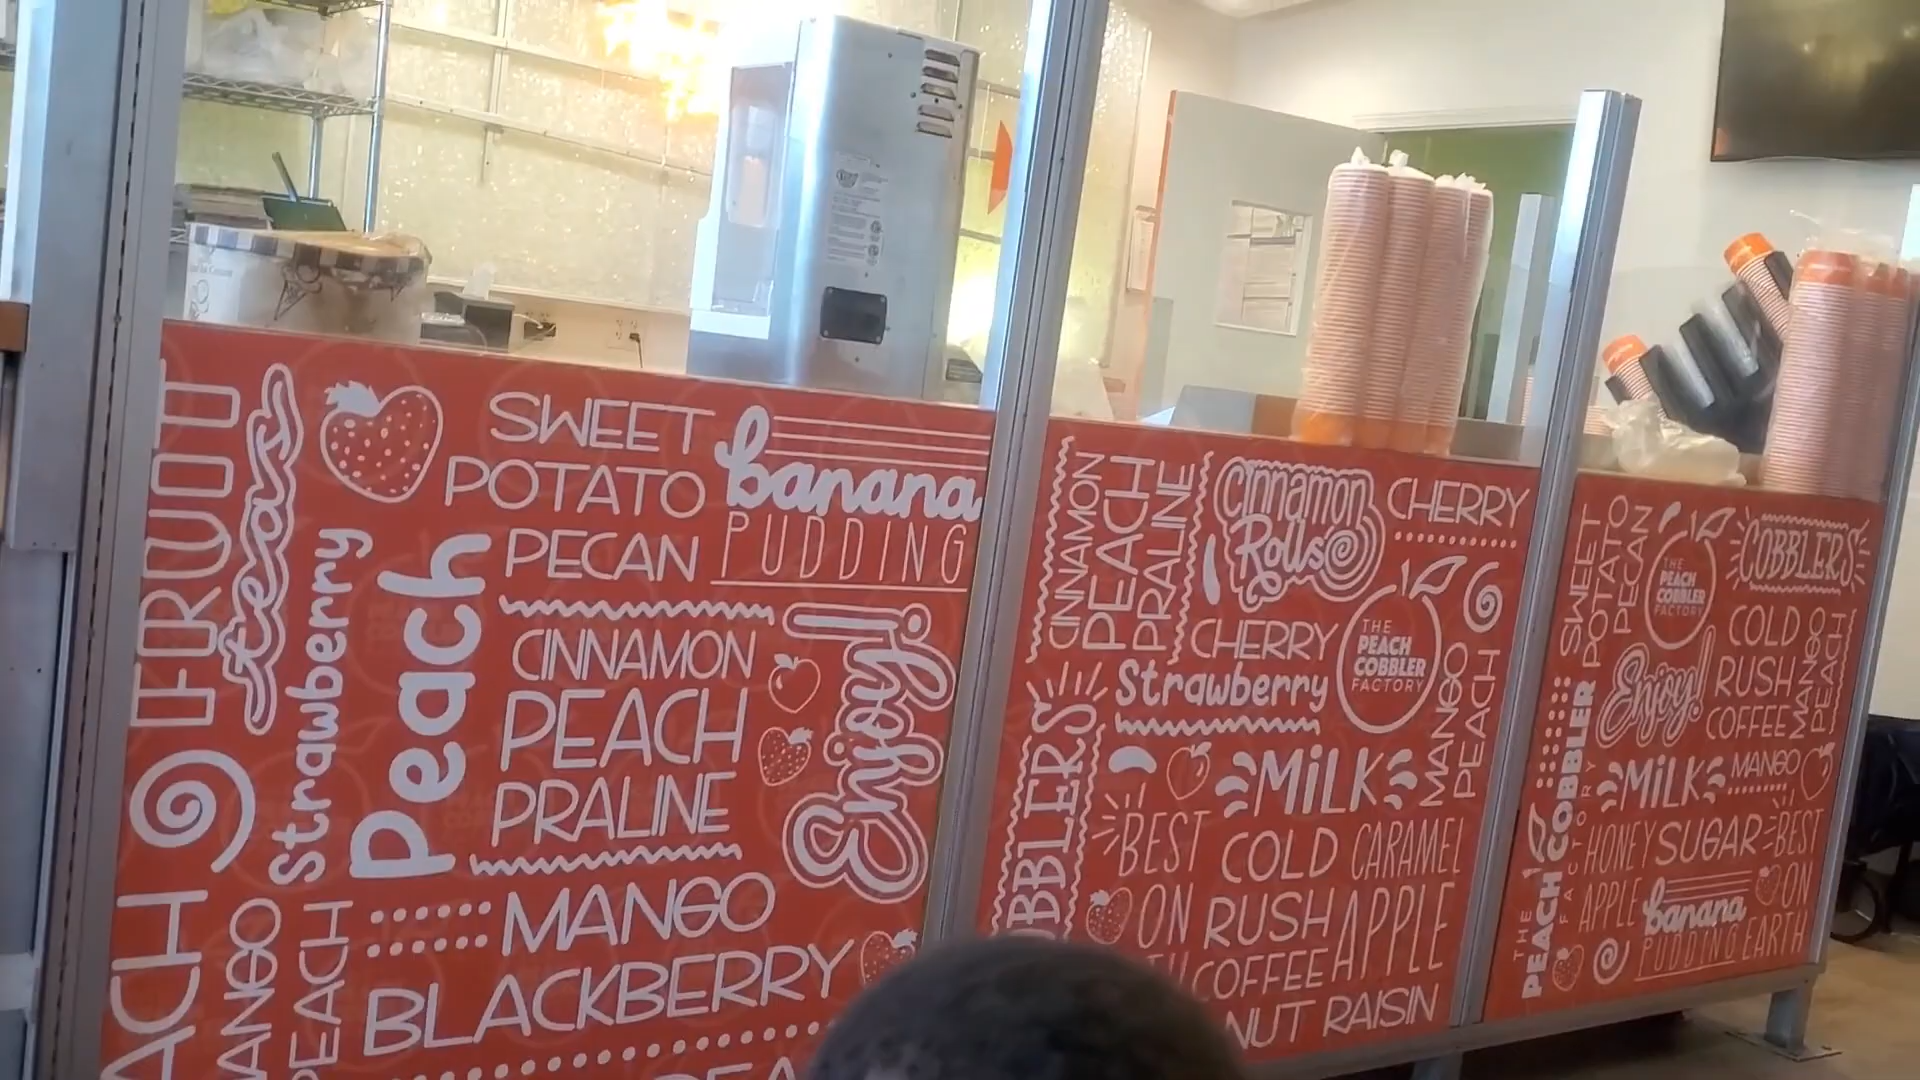 FRUIT
teas
Strawberry
Peach
SWEET
POTATO
PECAN
banana
PUDDING
CINNAMON
PEACH
PRALINE
Enjoy!
MANGO
BLACKBERRY
MANGO
PEACH
CINNAMON
PEACH
PRALINE
Cinnamon
Rolls
CHERRY
CHERRY
Strawberry
THE
PEACH
COBBLER
FACTORY
MANGO
PEACH
MILK
BEST
ON
COLD
RUSH
COFFEE
CARAMEL
APPLE
RAISIN
SWEET
POTATO
PECAN
THE
PEACH
COBBLER
FACTORY
COBBLERS
Enjoy!
COLD
RUSH
COFFEE
MANGO
PEACH
THE
PEACH COBBLER
FACTORY
MILK
MANGO
HONEY
SUGAR
APPLE
banana
PUDDING
BEST
ON
EARTH